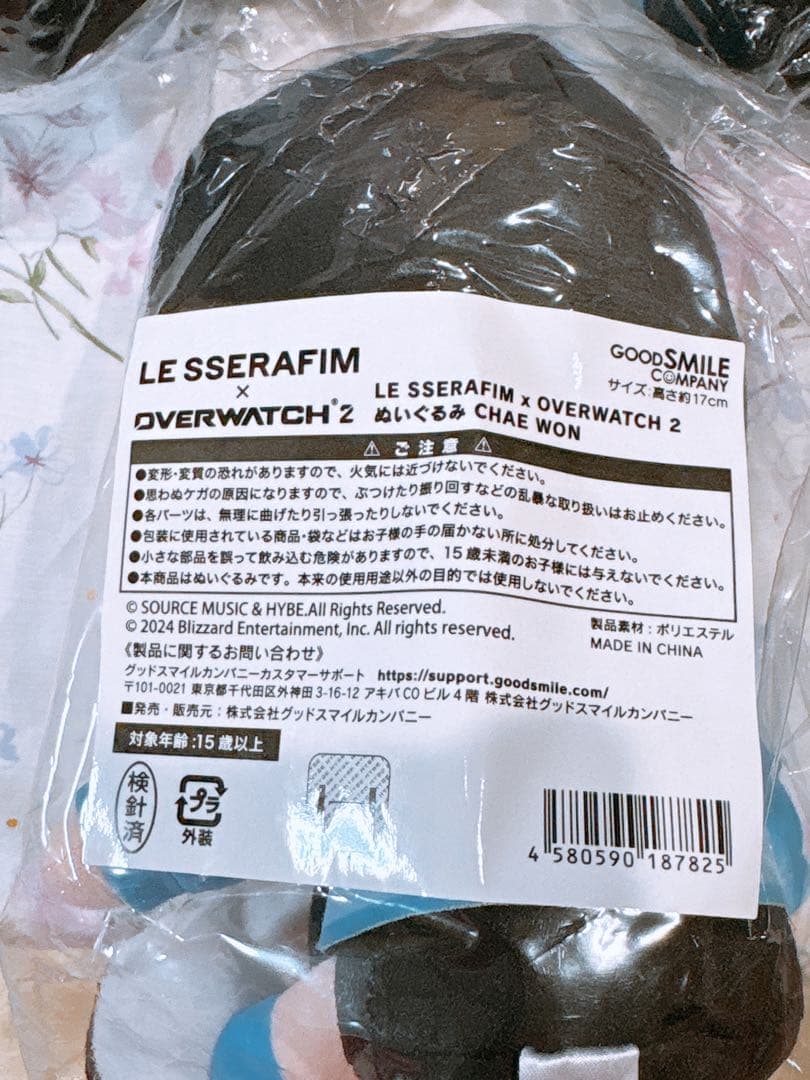 LE SSERAFIM
×
OVERWATCH® 2
GOOD SMILE
COMPANY
サイズ:高さ約17cm
LE SSERAFIM x OVERWATCH 2
ぬいぐるみ CHAE WON
⚠ ご注意 ⚠
●変形・変質の恐れがありますので、火気には近づけないでください。
●思わぬケガの原因になりますので、ぶつけたり振り回すなどの乱暴な取り扱いはお止めください。
●各パーツは、無理に曲げたり引っ張ったりしないでください。
●包装に使用されている商品・袋などはお子様の手の届かない所に処分してください。
●小さな部品を誤って飲み込む危険がありますので、15歳未満のお子様には与えないでください。
●本商品はぬいぐるみです。本来の使用用途以外の目的では使用しないでください。
© SOURCE MUSIC & HYBE.All Rights Reserved.
© 2024 Blizzard Entertainment, Inc. All rights reserved.
製品素材:ポリエステル
MADE IN CHINA
《製品に関するお問い合わせ》
グッドスマイルカンパニーカスタマーサポート https://support.goodsmile.com/
〒101-0021 東京都千代田区外神田3-16-12 アキバCOビル4階 株式会社グッドスマイルカンパニー
■発売・販売元:株式会社グッドスマイルカンパニー
対象年齢:15歳以上
検針済
プラ
外装
4 580590 187825